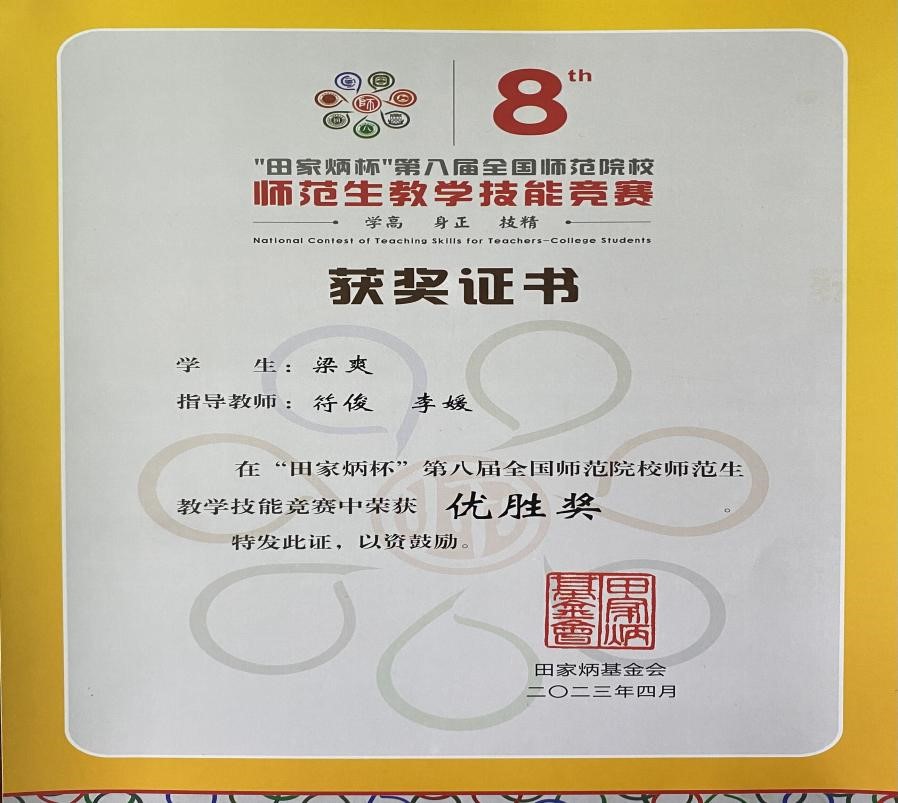 8th
"田家炳杯"第八届全国师范院校
师范生教学技能竞赛
学高 身正 技精
National Contest of Teaching Skills for Teachers-College Students
获奖证书
学 生：梁爽
指导教师：符俊 李媛
在“田家炳杯”第八届全国师范院校师范生
教学技能竞赛中荣获 优胜奖 。
特发此证，以资鼓励。
田家炳
基金會
田家炳基金会
二〇二三年四月